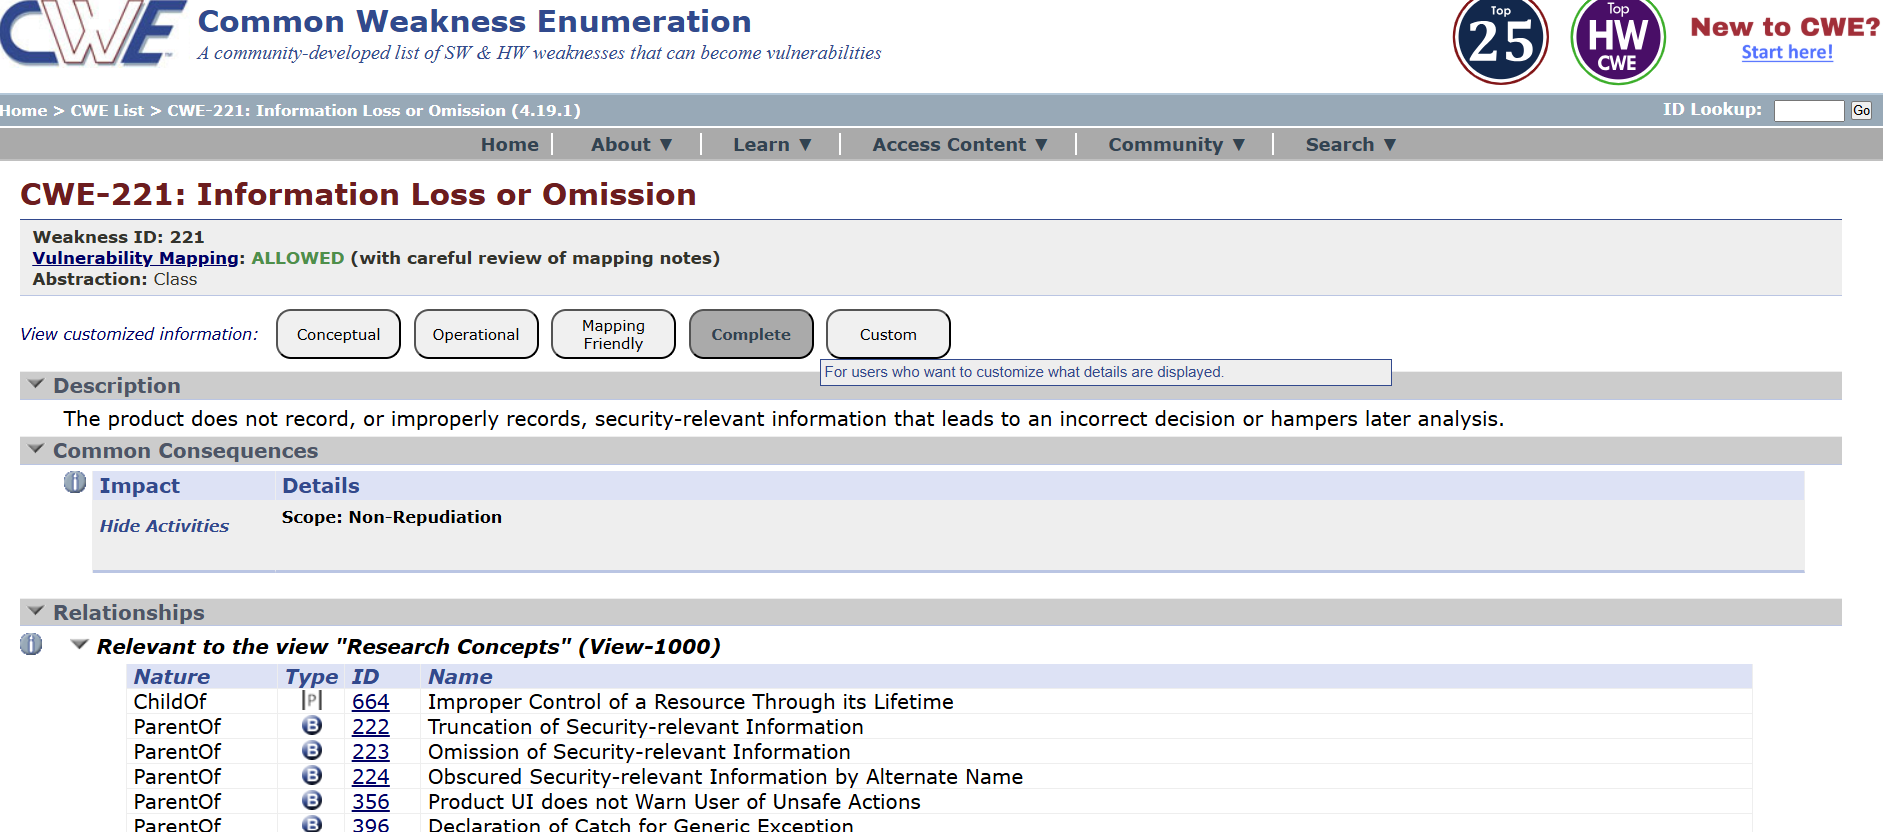 CWE™
Common Weakness Enumeration
A community-developed list of SW & HW weaknesses that can become vulnerabilities
Top
25
Top
HW
CWE
New to CWE?
Start here!
Home > CWE List > CWE-221: Information Loss or Omission (4.19.1)
ID Lookup:
Go
Home
About ▼
Learn ▼
Access Content ▼
Community ▼
Search ▼
CWE-221: Information Loss or Omission
Weakness ID: 221
Vulnerability Mapping: ALLOWED (with careful review of mapping notes)
Abstraction: Class
View customized information:
Conceptual
Operational
Mapping
Friendly
Complete
Custom
For users who want to customize what details are displayed.
Description
The product does not record, or improperly records, security-relevant information that leads to an incorrect decision or hampers later analysis.
Common Consequences
i
Impact Details
Hide Activities
Scope: Non-Repudiation
Relationships
i
Relevant to the view "Research Concepts" (View-1000)
Nature Type ID Name
ChildOf P 664 Improper Control of a Resource Through its Lifetime
ParentOf B 222 Truncation of Security-relevant Information
ParentOf B 223 Omission of Security-relevant Information
ParentOf B 224 Obscured Security-relevant Information by Alternate Name
ParentOf B 356 Product UI does not Warn User of Unsafe Actions
ParentOf B 396 Declaration of Catch for Generic Exception